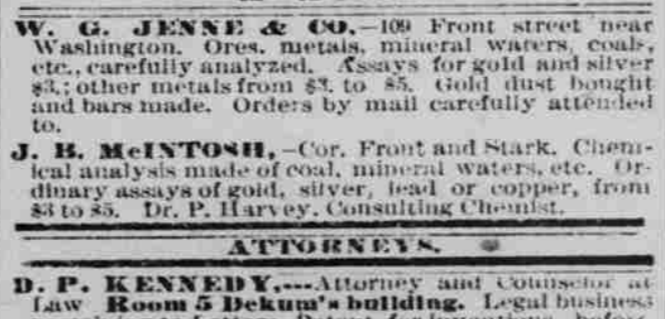 W. G. JENNE & CO.—109 Front street near
Washington. Ores, metals, mineral waters, coals,
etc., carefully analyzed. Assays for gold and silver
$3.; other metals from $3. to $5. Gold dust bought
and bars made. Orders by mail carefully attended
to.
J. B. McINTOSH,—Cor. Front and Stark. Chem-
ical analysis made of coal, mineral waters, etc. Or-
dinary assays of gold, silver, lead or copper, from
$3 to $5. Dr. P. Harvey, Consulting Chemist.
ATTORNEYS.
D. P. KENNEDY,---Attorney and Counselor at
Law Room 5 Dekum's building. Legal business